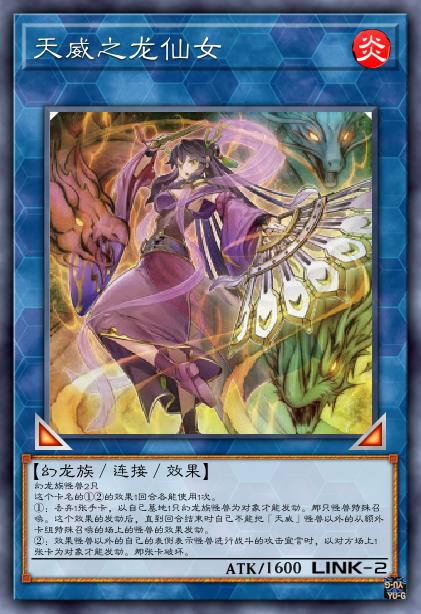 天威之龙仙女
炎
【幻龙族/连接/效果】
幻龙族怪兽2只
这个卡名的①②的效果1回合各能使用1次。
①:丢弃1张手卡,以自己墓地1只幻龙族怪兽为对象才能发动。那只怪兽特殊召
唤。这个效果的发动后,直到回合结束时自己不能把「天威」怪兽以外的从额外
卡组特殊召唤的场上的怪兽的效果发动。
②:效果怪兽以外的自己的表侧表示怪兽进行战斗的攻击宣言时,以对方场上1
张卡为对象才能发动。那张卡破坏。
ATK/1600 LINK-2